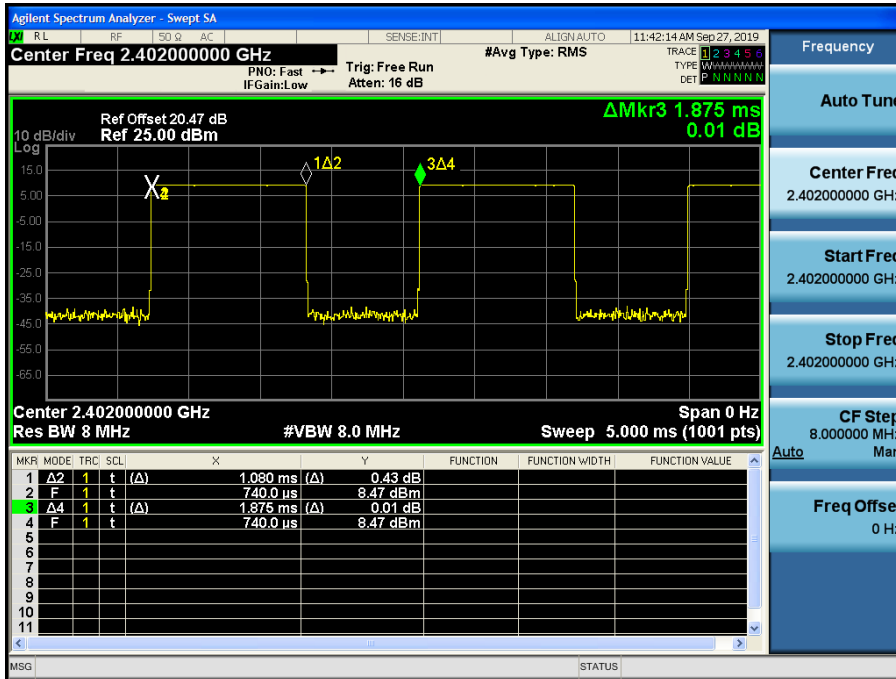 Agilent Spectrum Analyzer - Swept SA
LXI RL RF 50 Ω AC SENSE:INT ALIGN AUTO 11:42:14 AM Sep 27, 2019
Center Freq 2.402000000 GHz #Avg Type: RMS TRACE 1 2 3 4 5 6
PNO: Fast Trig: Free Run TYPE WWWWWW
IFGain:Low Atten: 16 dB DET P N N N N N
Frequency
Auto Tune
Center Freq
2.402000000 GHz
Start Freq
2.402000000 GHz
Stop Freq
2.402000000 GHz
CF Step
8.000000 MHz
Auto Man
Freq Offset
0 Hz
ΔMkr3 1.875 ms
0.01 dB
Ref Offset 20.47 dB
10 dB/div Ref 25.00 dBm
Log
1Δ2 3Δ4
15.0
5.00
-5.00
-15.0
-25.0
-35.0
-45.0
-55.0
-65.0
Center 2.402000000 GHz Span 0 Hz
Res BW 8 MHz #VBW 8.0 MHz Sweep 5.000 ms (1001 pts)
MKR MODE TRC SCL X Y FUNCTION FUNCTION WIDTH FUNCTION VALUE
1 Δ2 1 t (Δ) 1.080 ms (Δ) 0.43 dB
2 F 1 t 740.0 µs 8.47 dBm
3 Δ4 1 t (Δ) 1.875 ms (Δ) 0.01 dB
4 F 1 t 740.0 µs 8.47 dBm
5
6
7
8
9
10
11
MSG STATUS